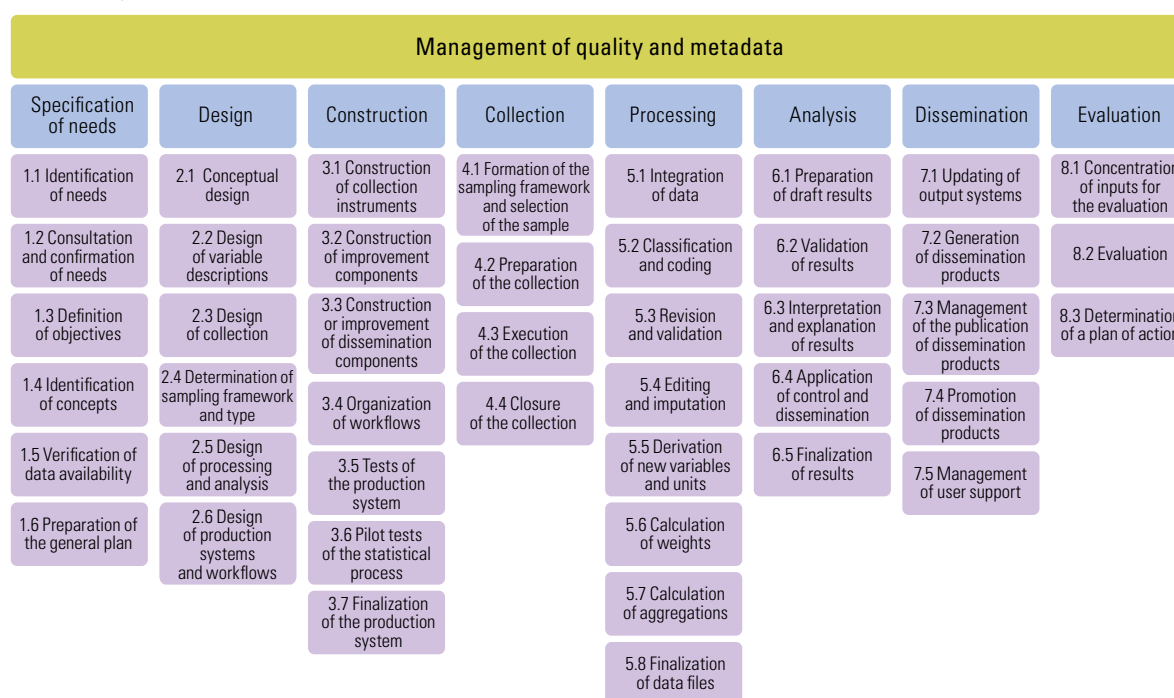 Management of quality and metadata
Specification
of needs
1.1 Identification
of needs
1.2 Consultation
and confirmation
of needs
1.3 Definition
of objectives
1.4 Identification
of concepts
1.5 Verification of
data availability
1.6 Preparation of
the general plan
Design
2.1 Conceptual
design
2.2 Design
of variable
descriptions
2.3 Design
of collection
2.4 Determination of
sampling framework
and type
2.5 Design
of processing
and analysis
2.6 Design
of production
systems
and workflows
Construction
3.1 Construction
of collection
instruments
3.2 Construction
of improvement
components
3.3 Construction
or improvement
of dissemination
components
3.4 Organization
of workflows
3.5 Tests of
the production
system
3.6 Pilot tests
of the statistical
process
3.7 Finalization
of the production
system
Collection
4.1 Formation of the
sampling framework
and selection
of the sample
4.2 Preparation
of the collection
4.3 Execution
of the collection
4.4 Closure
of the collection
Processing
5.1 Integration
of data
5.2 Classification
and coding
5.3 Revision
and validation
5.4 Editing
and imputation
5.5 Derivation
of new variables
and units
5.6 Calculation
of weights
5.7 Calculation
of aggregations
5.8 Finalization
of data files
Analysis
6.1 Preparation
of draft results
6.2 Validation
of results
6.3 Interpretation
and explanation
of results
6.4 Application
of control and
dissemination
6.5 Finalization
of results
Dissemination
7.1 Updating of
output systems
7.2 Generation
of dissemination
products
7.3 Management
of the publication
of dissemination
products
7.4 Promotion
of dissemination
products
7.5 Management
of user support
Evaluation
8.1 Concentration
of inputs for
the evaluation
8.2 Evaluation
8.3 Determination
of a plan of action